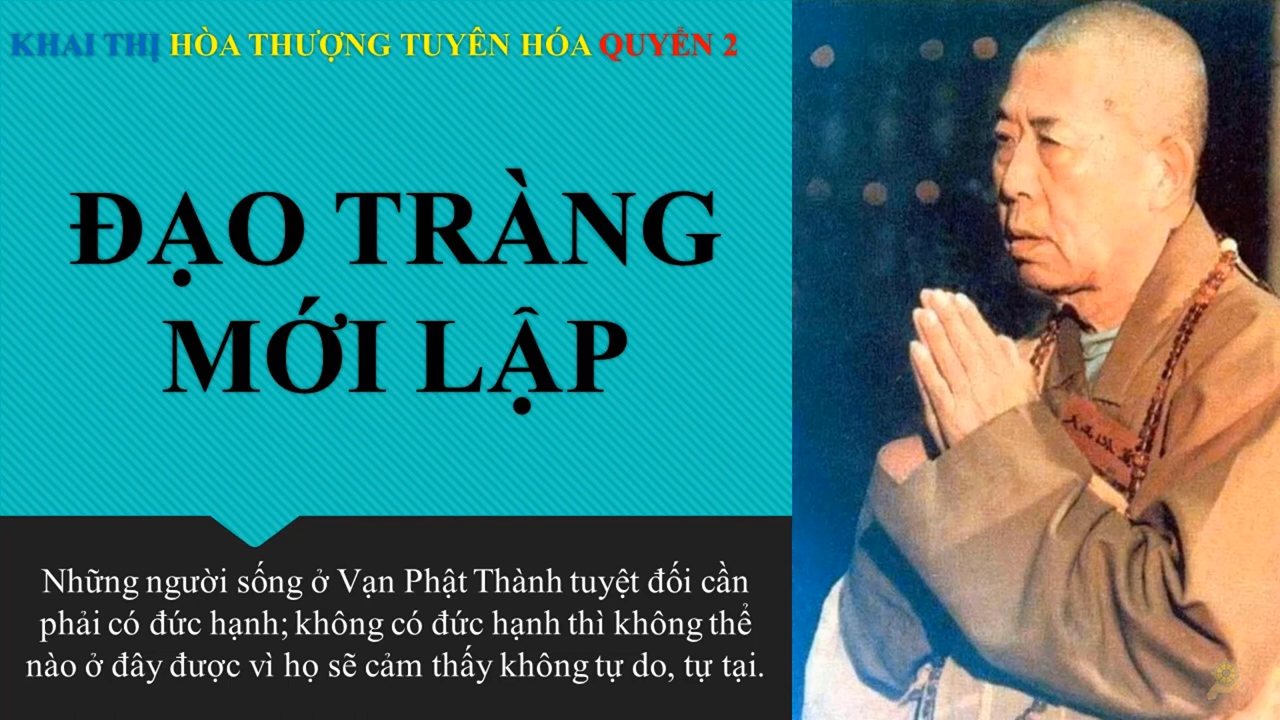 KHAI THỊ HÒA THƯỢNG TUYÊN HÓA QUYỂN 2
ĐẠO TRÀNG
MỚI LẬP
Những người sống ở Vạn Phật Thành tuyệt đối cần
phải có đức hạnh; không có đức hạnh thì không thể
nào ở đây được vì họ sẽ cảm thấy không tự do, tự tại.